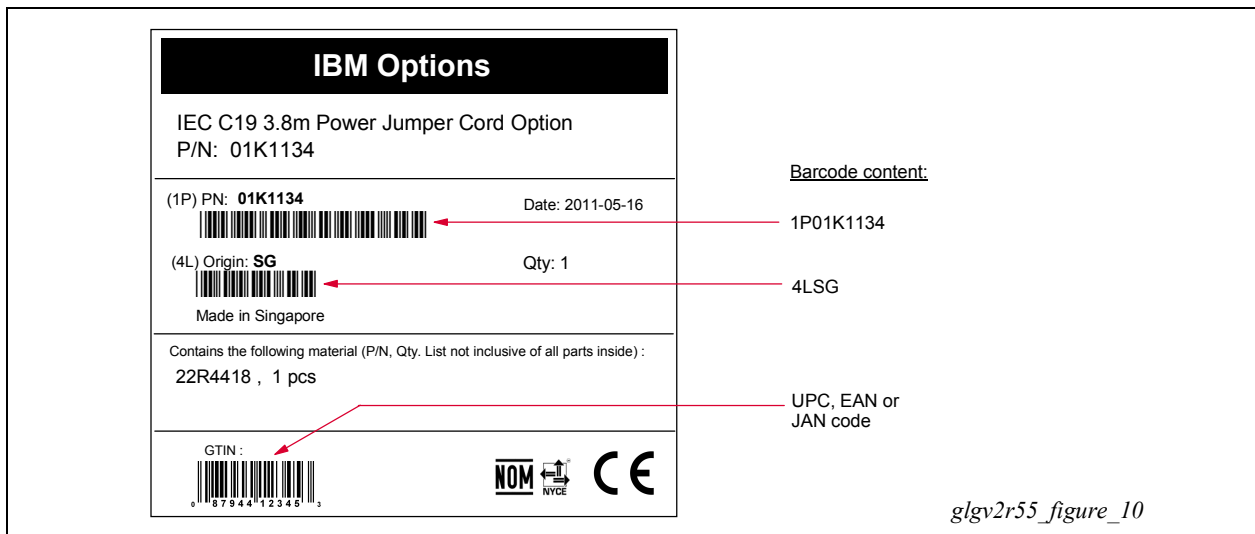 IBM Options
IEC C19 3.8m Power Jumper Cord Option
P/N: 01K1134
(1P) PN: 01K1134
Date: 2011-05-16
(4L) Origin: SG
Qty: 1
Made in Singapore
Contains the following material (P/N, Qty. List not inclusive of all parts inside) :
22R4418 , 1 pcs
GTIN :
0 87944 12345 3
NOM
NYCE
CE
Barcode content:
1P01K1134
4LSG
UPC, EAN or
JAN code
glgv2r55_figure_10